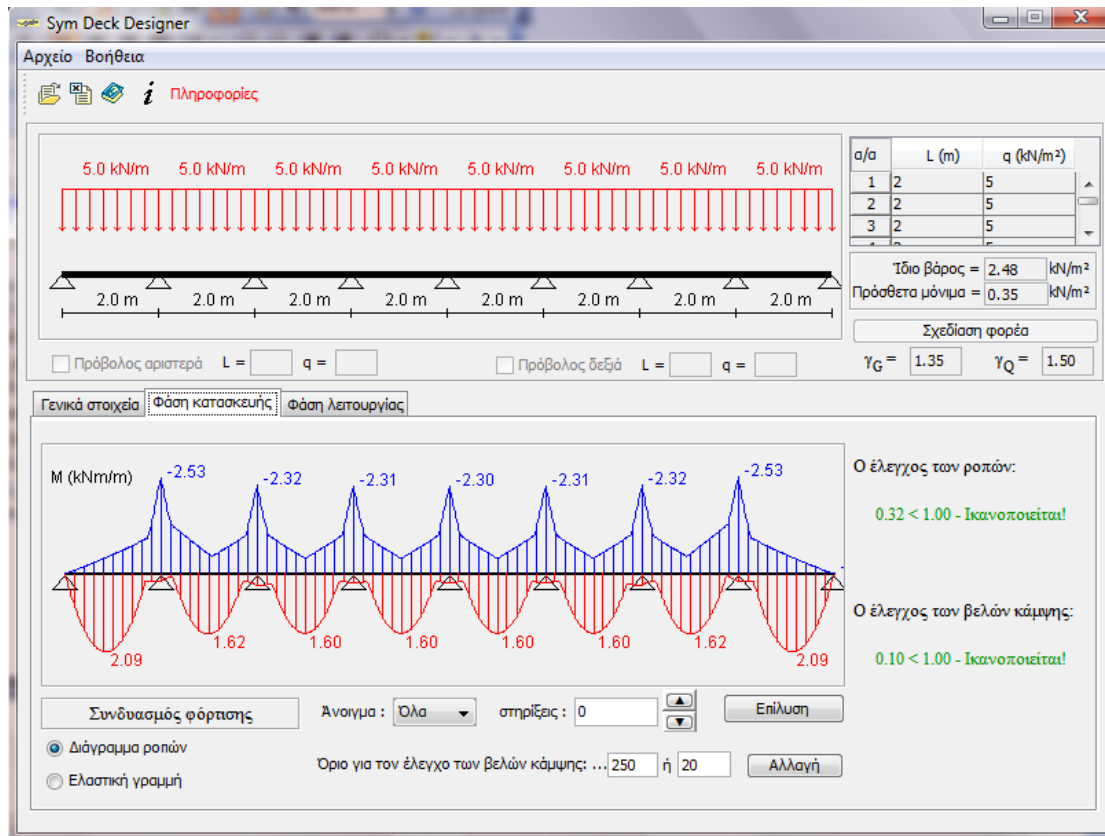 Sym Deck Designer
Αρχείο Βοήθεια
i Πληροφορίες
5.0 kN/m 5.0 kN/m 5.0 kN/m 5.0 kN/m 5.0 kN/m 5.0 kN/m 5.0 kN/m 5.0 kN/m
2.0 m 2.0 m 2.0 m 2.0 m 2.0 m 2.0 m 2.0 m 2.0 m
α/α L (m) q (kN/m²)
1 2 5
2 2 5
3 2 5
Ίδιο βάρος = 2.48 kN/m²
Πρόσθετα μόνιμα = 0.35 kN/m²
Σχεδίαση φορέα
Πρόβολος αριστερά L = q = Πρόβολος δεξιά L = q =
γG = 1.35 γQ = 1.50
Γενικά στοιχεία Φάση κατασκευής Φάση λειτουργίας
M (kNm/m) -2.53 -2.32 -2.31 -2.30 -2.31 -2.32 -2.53
2.09 1.62 1.60 1.60 1.60 1.60 1.62 2.09
Ο έλεγχος των ροπών:
0.32 < 1.00 - Ικανοποιείται!
Ο έλεγχος των βελών κάμψης:
0.10 < 1.00 - Ικανοποιείται!
Συνδυασμός φόρτισης Άνοιγμα : Όλα στηρίξεις : 0 Επίλυση
Διάγραμμα ροπών
Ελαστική γραμμή
Όριο για τον έλεγχο των βελών κάμψης: ... 250 ή 20 Αλλαγή